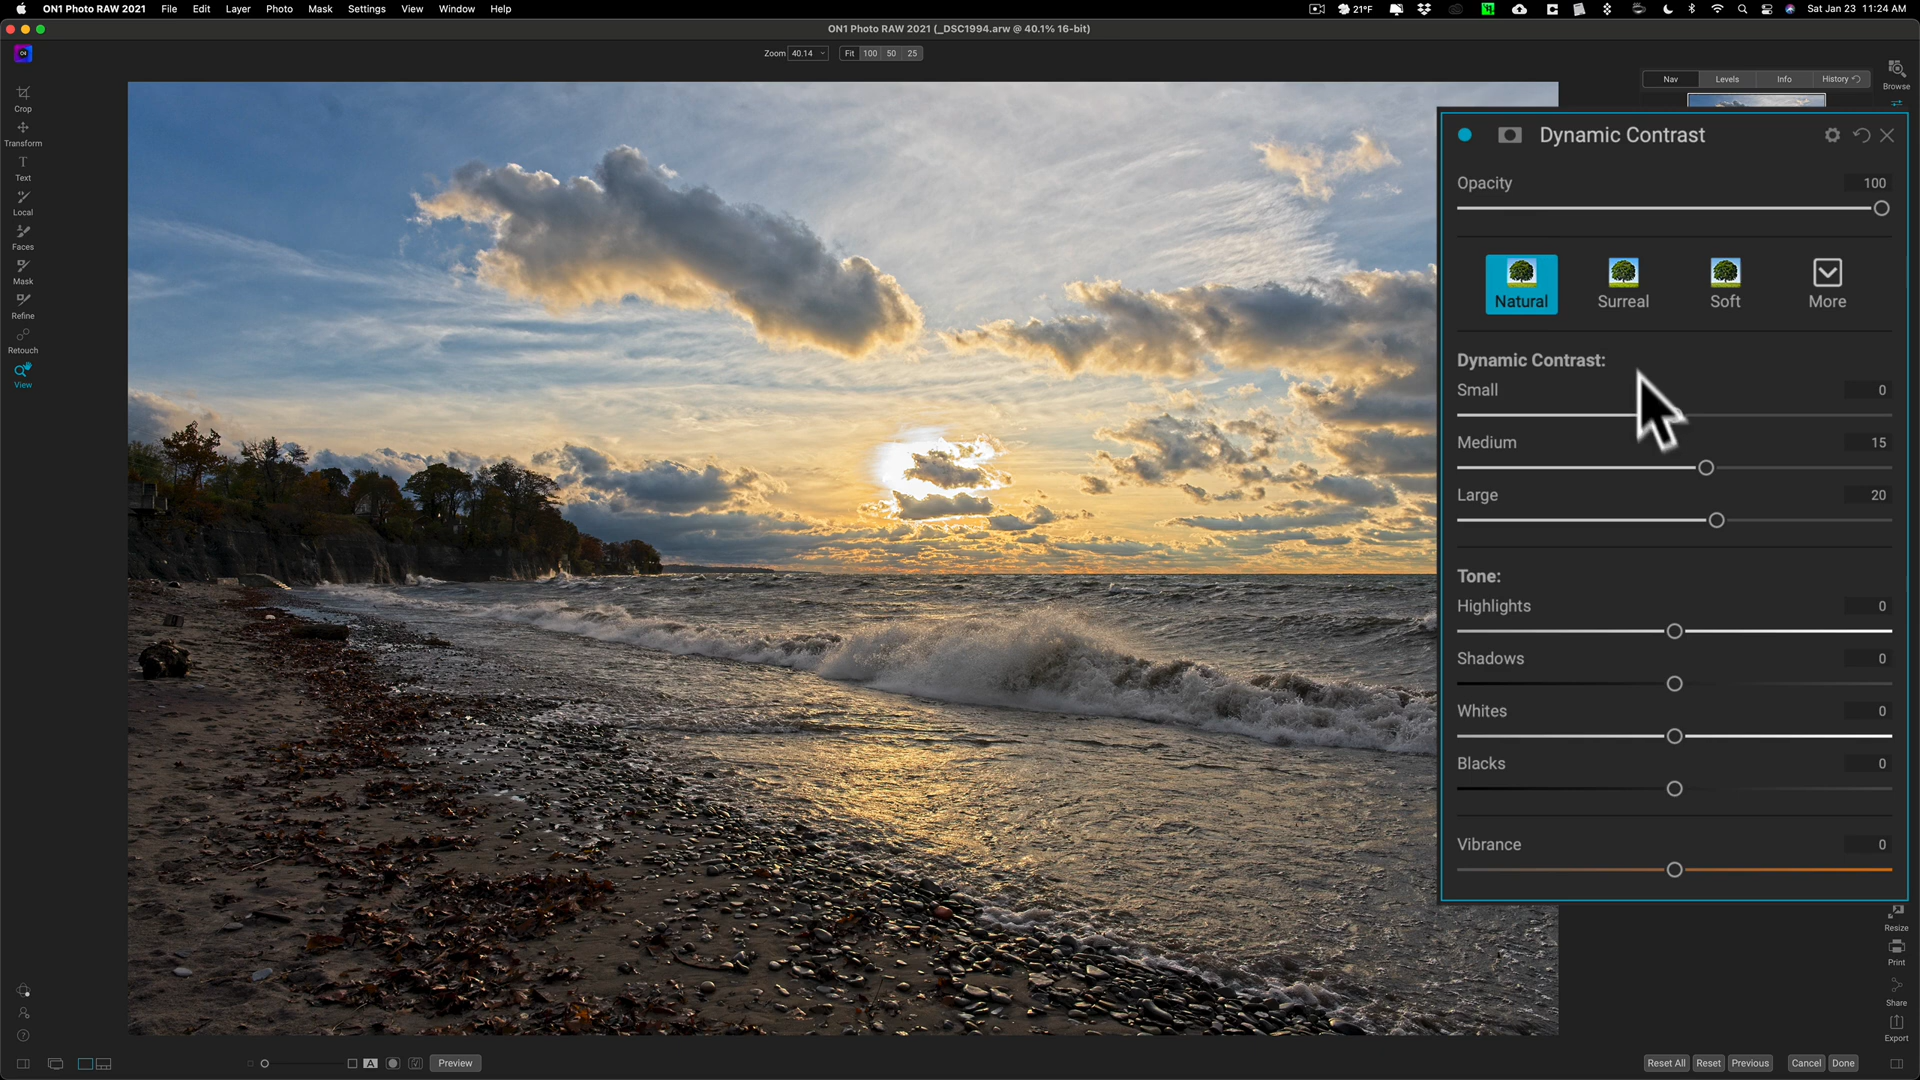 ON1 Photo RAW 2021 File Edit Layer Photo Mask Settings View Window Help 21°F Sat Jan 23 11:24 AM
ON1 Photo RAW 2021 (_DSC1994.arw @ 40.1% 16-bit)
Zoom 40.14 Fit 100 50 25
Nav Levels Info History
Browse
Crop
Transform
Text
Local
Faces
Mask
Refine
Retouch
View
Dynamic Contrast
Opacity 100
Natural Surreal Soft More
Dynamic Contrast:
Small 0
Medium 15
Large 20
Tone:
Highlights 0
Shadows 0
Whites 0
Blacks 0
Vibrance 0
Resize
Print
Share
Export
A Preview Reset All Reset Previous Cancel Done